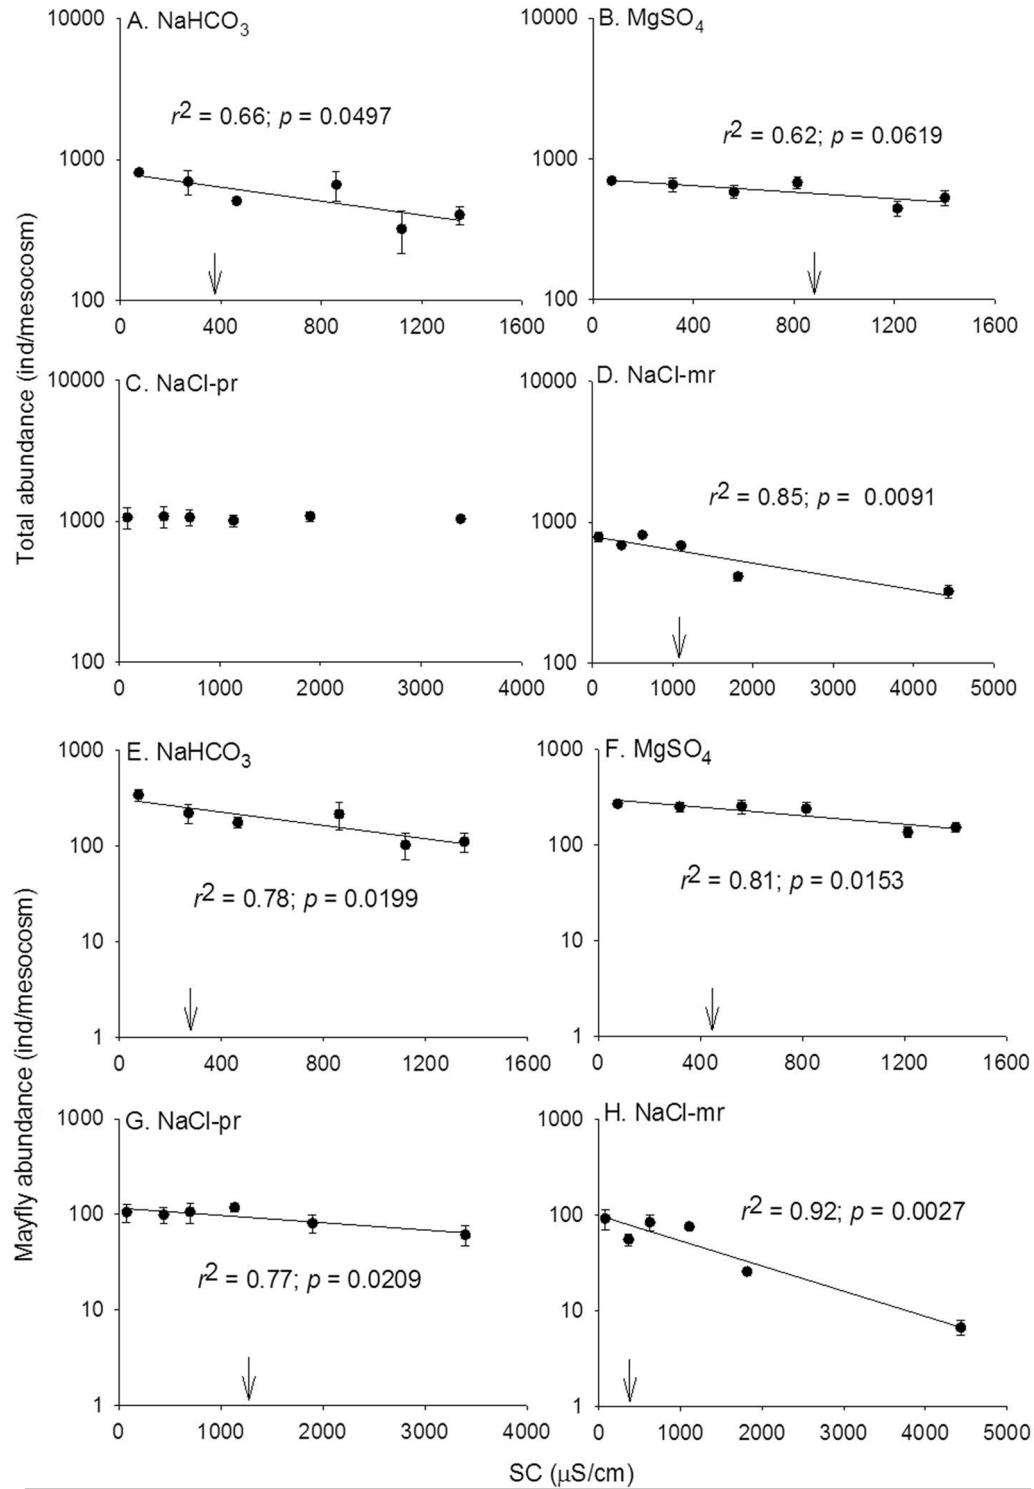 A. NaHCO3
B. MgSO4
10000
1000
100
r2 = 0.66; p = 0.0497
r2 = 0.62; p = 0.0619
0 400 800 1200 1600
0 400 800 1200 1600
Total abundance (ind/mesocosm)
C. NaCl-pr
D. NaCl-mr
10000
1000
100
r2 = 0.85; p = 0.0091
0 1000 2000 3000 4000
0 1000 2000 3000 4000 5000
E. NaHCO3
F. MgSO4
1000
100
10
1
1000
100
10
1
r2 = 0.78; p = 0.0199
r2 = 0.81; p = 0.0153
0 400 800 1200 1600
0 400 800 1200 1600
Mayfly abundance (ind/mesocosm)
G. NaCl-pr
H. NaCl-mr
1000
100
10
1
1000
100
10
1
r2 = 0.77; p = 0.0209
r2 = 0.92; p = 0.0027
0 1000 2000 3000 4000
0 1000 2000 3000 4000 5000
SC (µS/cm)